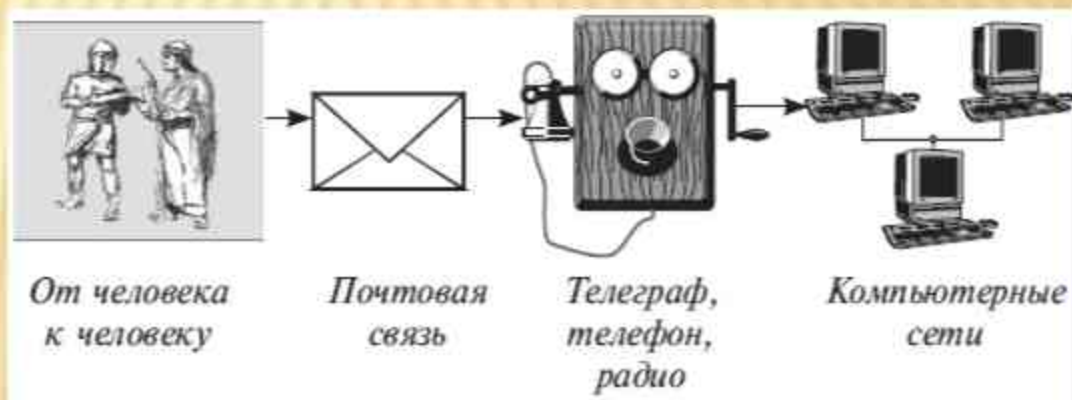 От человека
к человеку
Почтовая
связь
Телеграф,
телефон,
радио
Компьютерные
сети